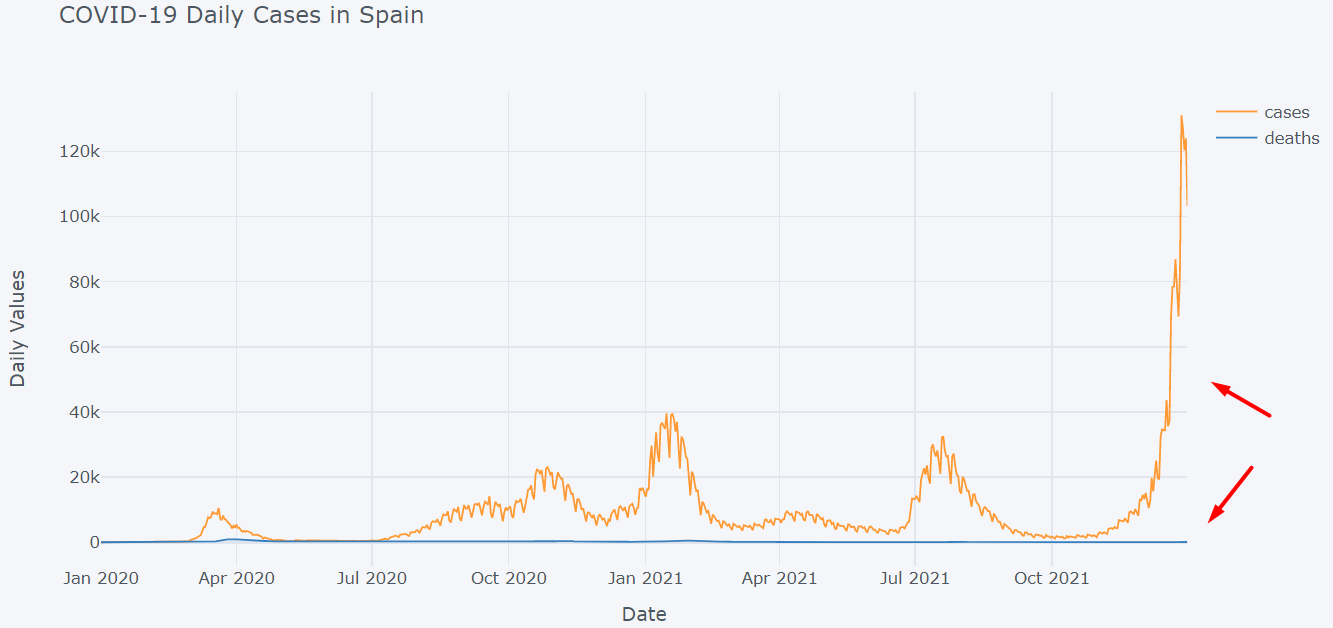 COVID-19 Daily Cases in Spain
cases
deaths
120k
100k
80k
60k
40k
20k
0
Daily Values
Jan 2020 Apr 2020 Jul 2020 Oct 2020 Jan 2021 Apr 2021 Jul 2021 Oct 2021
Date